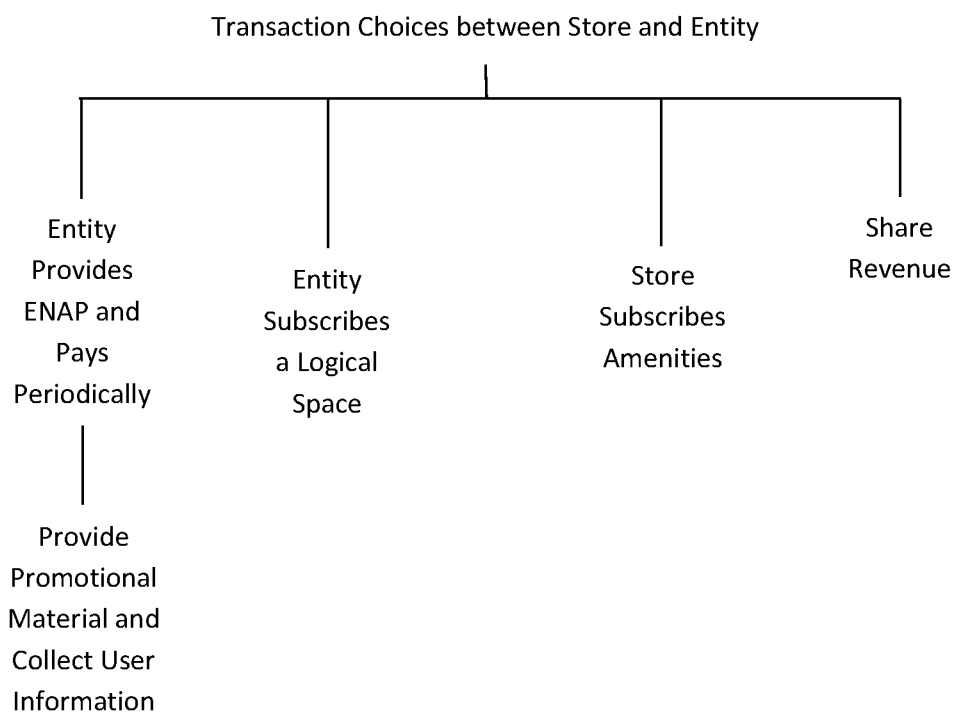 Transaction Choices between Store and Entity
Entity
Provides
ENAP and
Pays
Periodically
Entity
Subscribes
a Logical
Space
Store
Subscribes
Amenities
Share
Revenue
Provide
Promotional
Material and
Collect User
Information